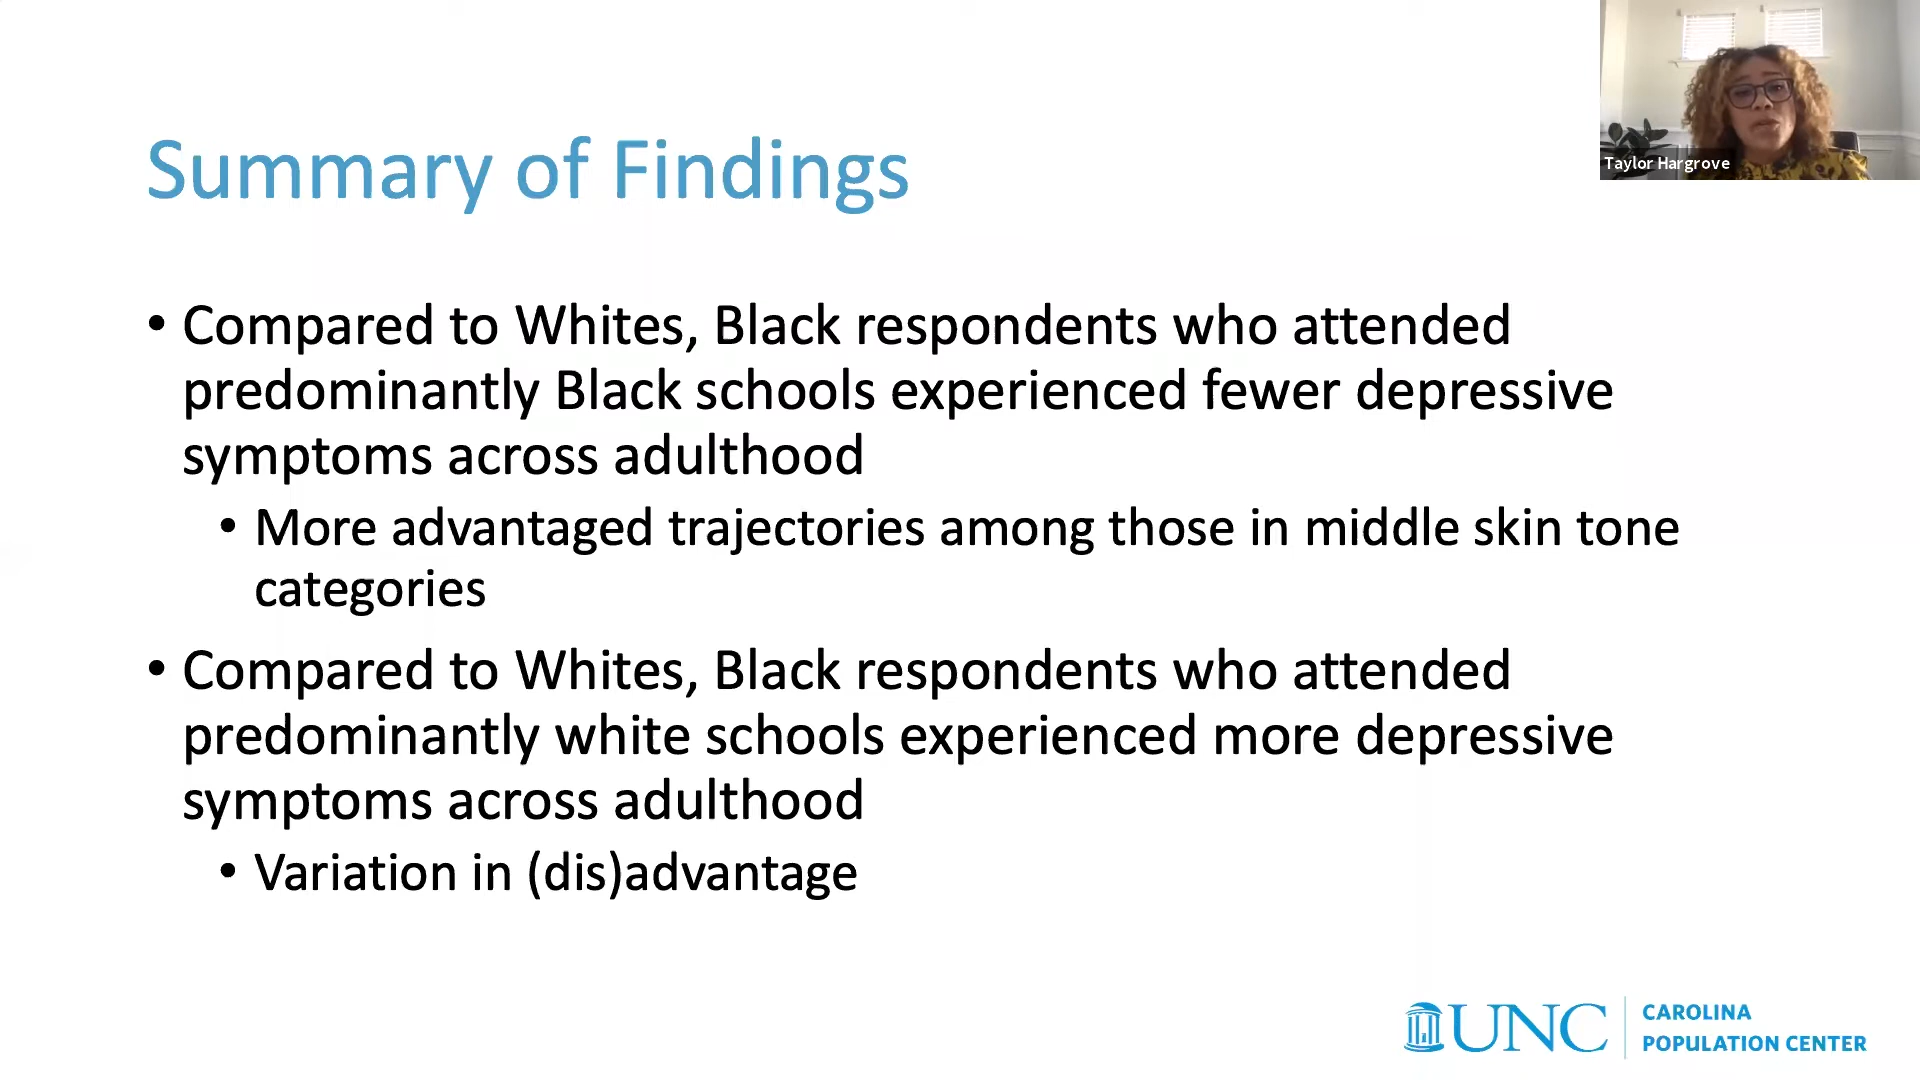 Taylor Hargrove
Summary of Findings
• Compared to Whites, Black respondents who attended
predominantly Black schools experienced fewer depressive
symptoms across adulthood
• More advantaged trajectories among those in middle skin tone
categories
• Compared to Whites, Black respondents who attended
predominantly white schools experienced more depressive
symptoms across adulthood
• Variation in (dis)advantage
UNC
CAROLINA
POPULATION CENTER